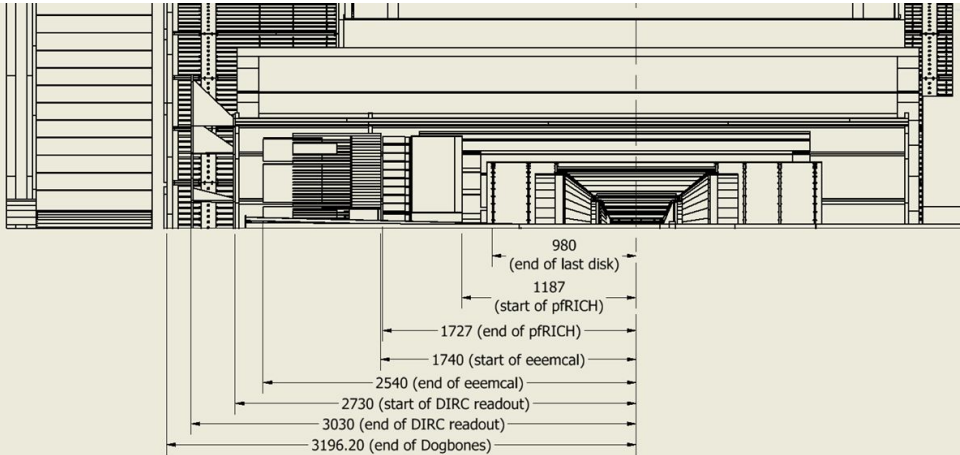 980
(end of last disk)
1187
(start of pfRICH)
1727 (end of pfRICH)
1740 (start of eeemcal)
2540 (end of eeemcal)
2730 (start of DIRC readout)
3030 (end of DIRC readout)
3196.20 (end of Dogbones)